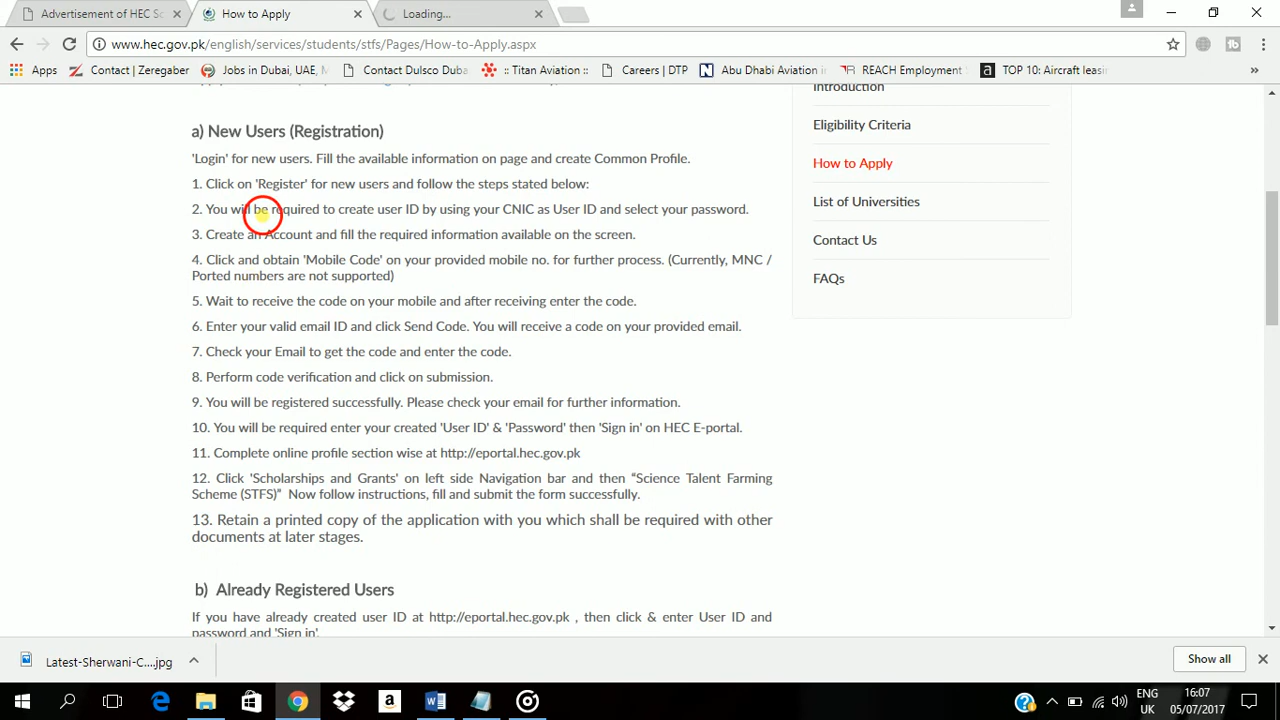 Advertisement of HEC Sc
How to Apply
Loading...
www.hec.gov.pk/english/services/students/stfs/Pages/How-to-Apply.aspx
Apps
Contact | Zeregaber
Jobs in Dubai, UAE, M
Contact Dulsco Duba
:: Titan Aviation ::
Careers | DTP
Abu Dhabi Aviation in
REACH Employment
TOP 10: Aircraft leasin
a) New Users (Registration)
'Login' for new users. Fill the available information on page and create Common Profile.
1. Click on 'Register' for new users and follow the steps stated below:
2. You will be required to create user ID by using your CNIC as User ID and select your password.
3. Create an Account and fill the required information available on the screen.
4. Click and obtain 'Mobile Code' on your provided mobile no. for further process. (Currently, MNC /
Ported numbers are not supported)
5. Wait to receive the code on your mobile and after receiving enter the code.
6. Enter your valid email ID and click Send Code. You will receive a code on your provided email.
7. Check your Email to get the code and enter the code.
8. Perform code verification and click on submission.
9. You will be registered successfully. Please check your email for further information.
10. You will be required enter your created 'User ID' & 'Password' then 'Sign in' on HEC E-portal.
11. Complete online profile section wise at http://eportal.hec.gov.pk
12. Click 'Scholarships and Grants' on left side Navigation bar and then “Science Talent Farming
Scheme (STFS)” Now follow instructions, fill and submit the form successfully.
13. Retain a printed copy of the application with you which shall be required with other
documents at later stages.
b) Already Registered Users
If you have already created user ID at http://eportal.hec.gov.pk , then click & enter User ID and
password and 'Sign in'.
Introduction
Eligibility Criteria
How to Apply
List of Universities
Contact Us
FAQs
Latest-Sherwani-C....jpg
Show all
ENG
UK
16:07
05/07/2017